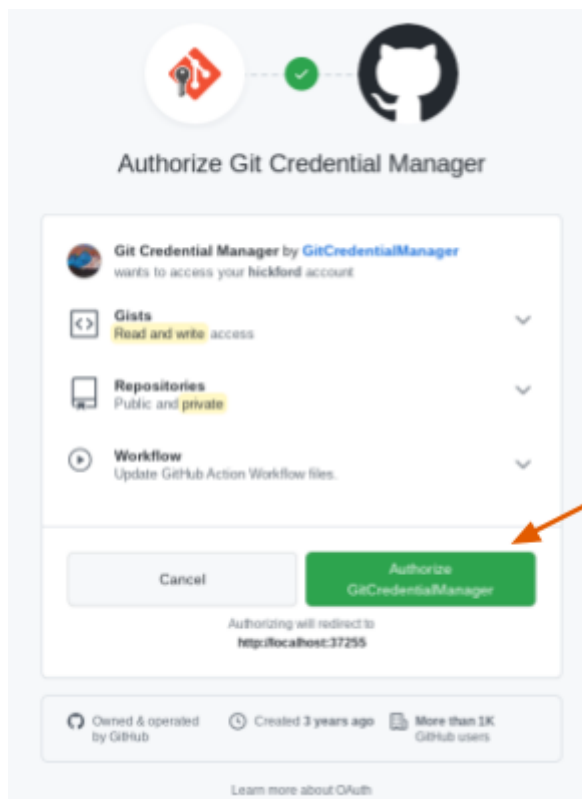 Authorize Git Credential Manager
Git Credential Manager by GitCredentialManager
wants to access your hickford account
Gists
Read and write access
Repositories
Public and private
Workflow
Update GitHub Action Workflow files.
Cancel
Authorize
GitCredentialManager
Authorizing will redirect to
http://localhost:37255
Owned & operated
by GitHub
Created 3 years ago
More than 1K
GitHub users
Learn more about OAuth